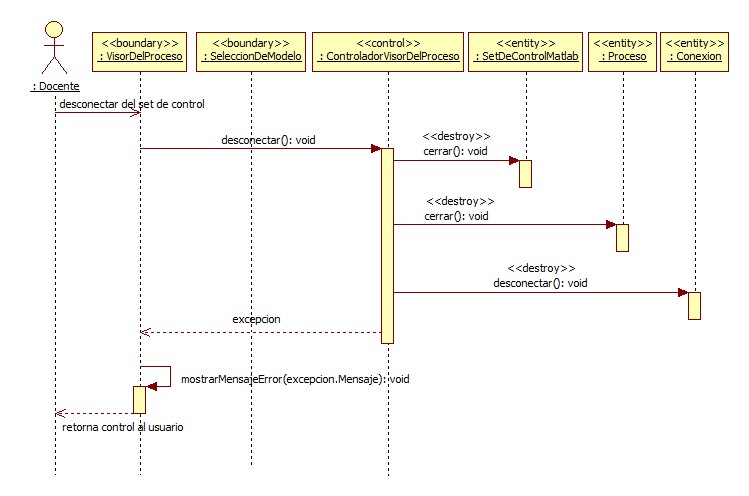 : Docente
<<boundary>>
: VisorDelProceso
<<boundary>>
: SeleccionDeModelo
<<control>>
: ControladorVisorDelProceso
<<entity>>
: SetDeControlMatlab
<<entity>>
: Proceso
<<entity>>
: Conexion
desconectar del set de control
desconectar(): void
<<destroy>>
cerrar(): void
<<destroy>>
cerrar(): void
<<destroy>>
desconectar(): void
excepcion
mostrarMensajeError(excepcion.Mensaje): void
retorna control al usuario